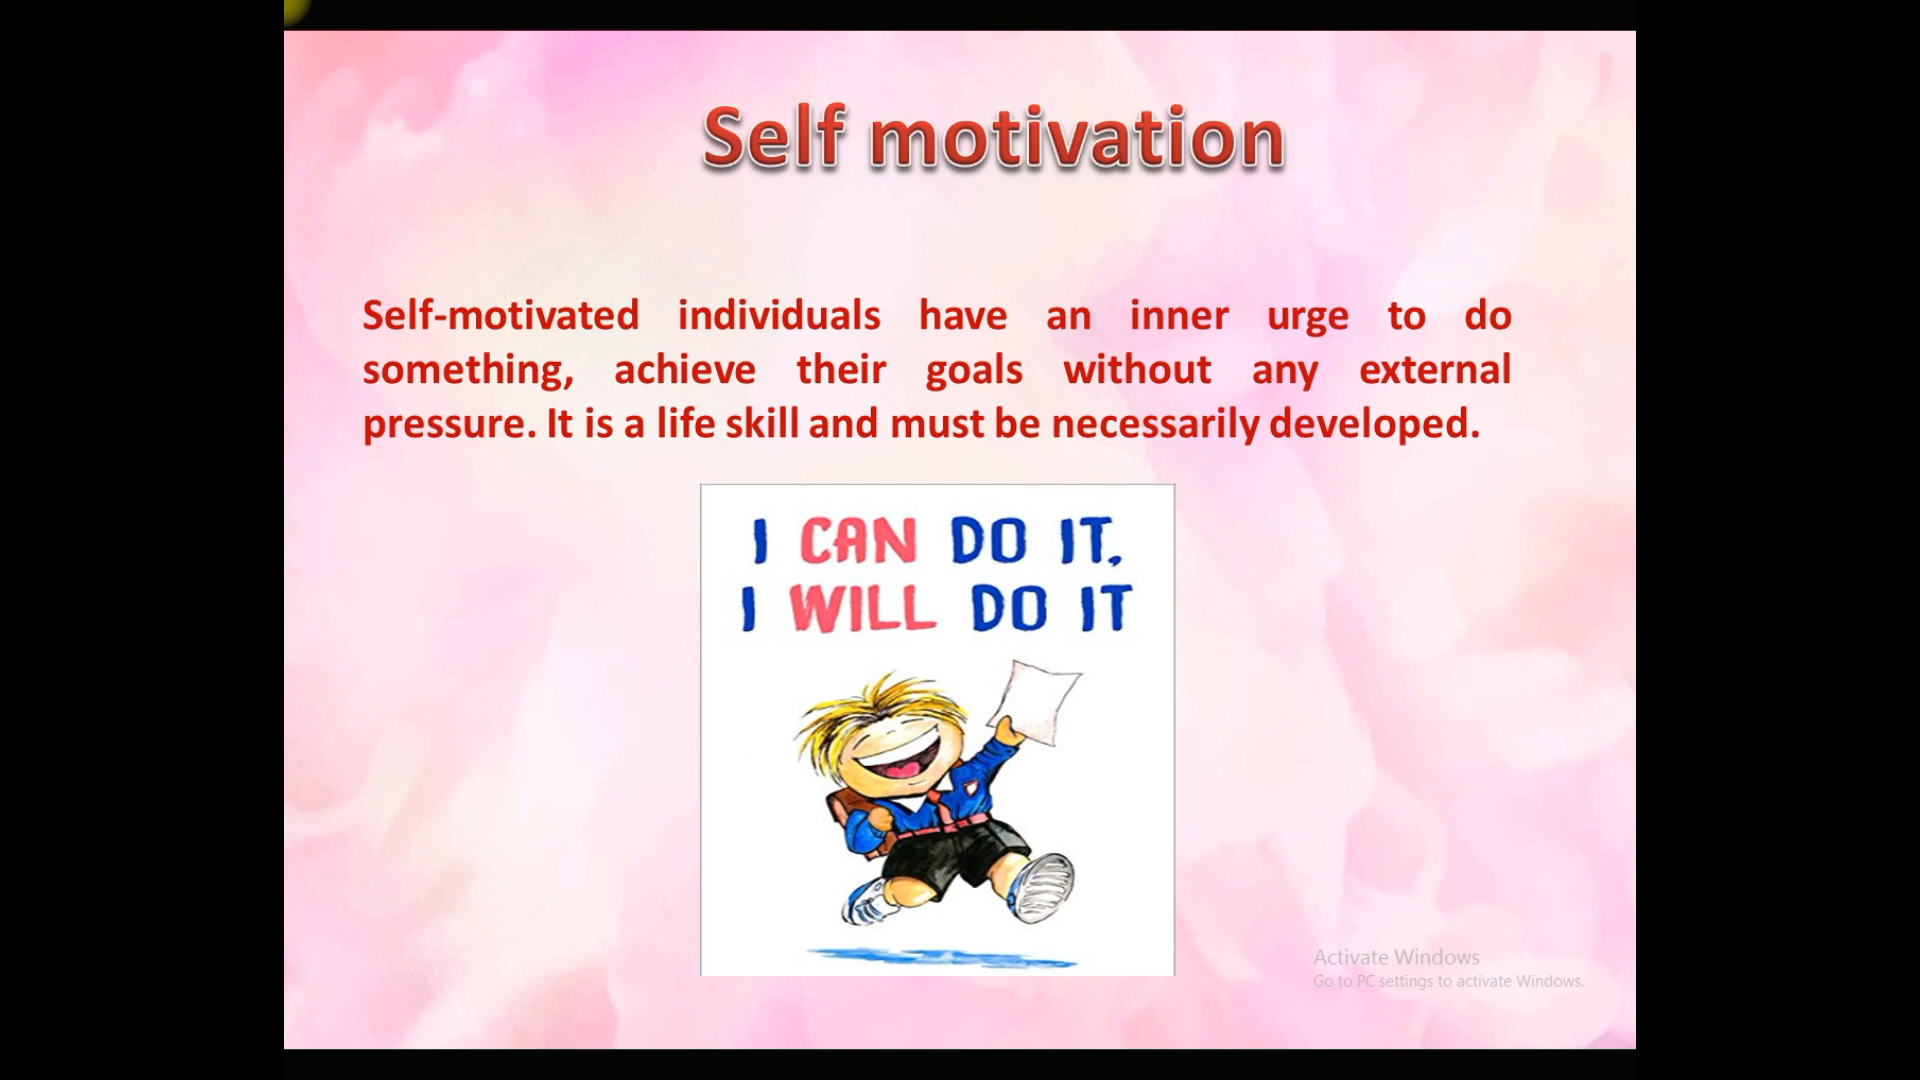 Self motivation
Self-motivated individuals have an inner urge to do
something, achieve their goals without any external
pressure. It is a life skill and must be necessarily developed.
I CAN DO IT,
I WILL DO IT
Activate Windows
Go to PC settings to activate Windows.